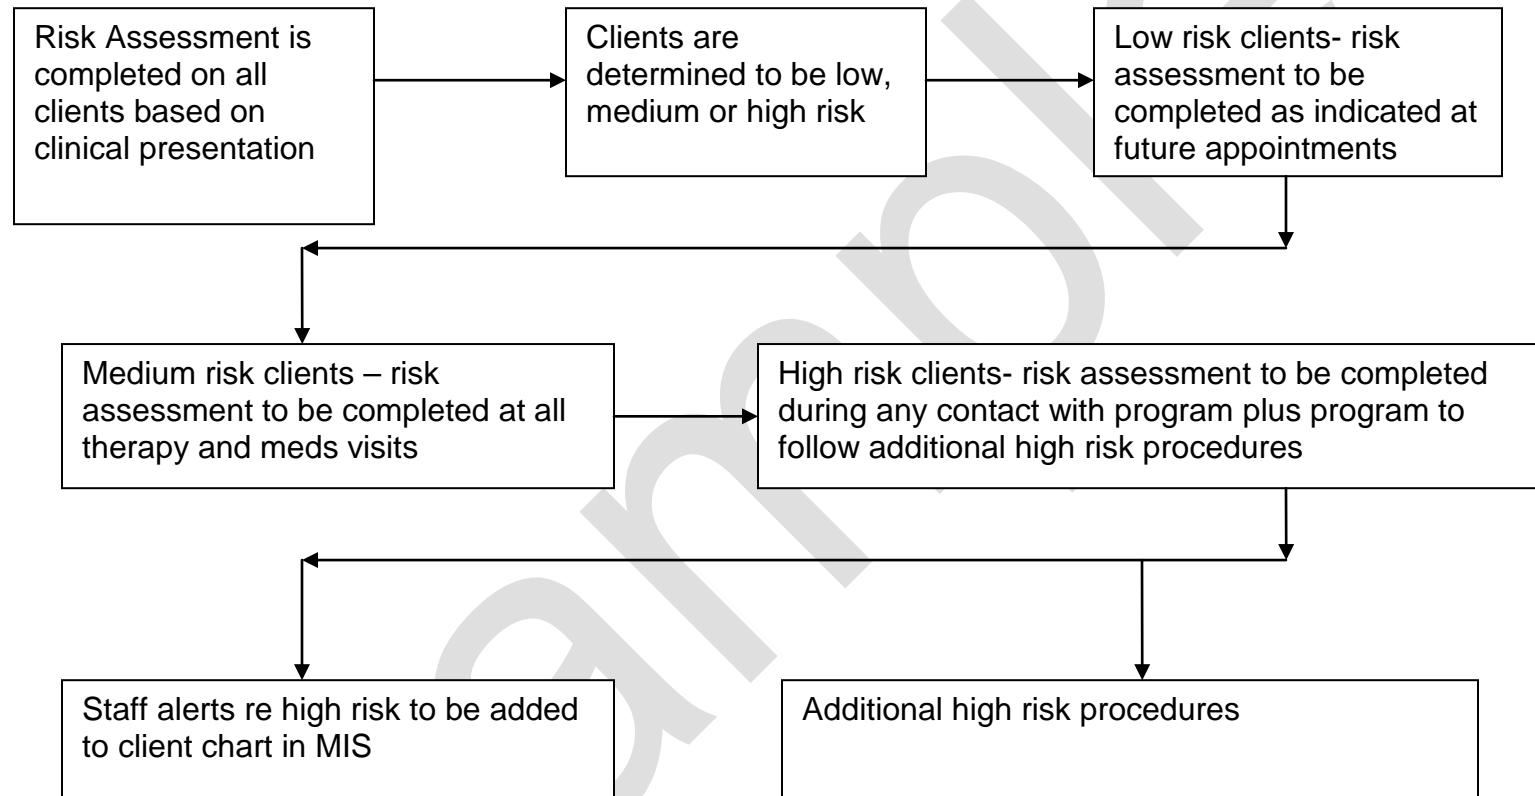 Risk Assessment is
completed on all
clients based on
clinical presentation
Clients are
determined to be low,
medium or high risk
Low risk clients- risk
assessment to be
completed as indicated at
future appointments
Medium risk clients – risk
assessment to be completed at all
therapy and meds visits
High risk clients- risk assessment to be completed
during any contact with program plus program to
follow additional high risk procedures
Staff alerts re high risk to be added
to client chart in MIS
Additional high risk procedures